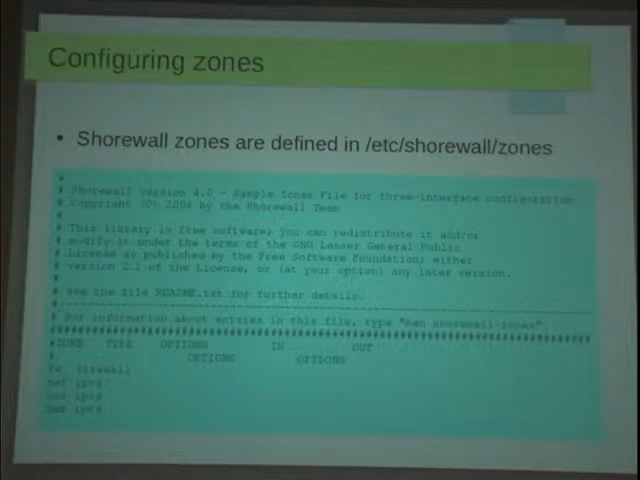 Configuring zones
• Shorewall zones are defined in /etc/shorewall/zones
#
# Shorewall version 4.0 - Sample Zones File for three-interface configuration
# Copyright (C) 2006 by the Shorewall Team
#
# This library is free software; you can redistribute it and/or
# modify it under the terms of the GNU Lesser General Public
# License as published by the Free Software Foundation; either
# version 2.1 of the License, or (at your option) any later version.
#
# See the file README.txt for further details.
#------------------------------------------------------------------------------
# For information about entries in this file, type "man shorewall-zones"
###############################################################################
#ZONE TYPE OPTIONS IN OUT
# OPTIONS OPTIONS
fw firewall
net ipv4
loc ipv4
dmz ipv4